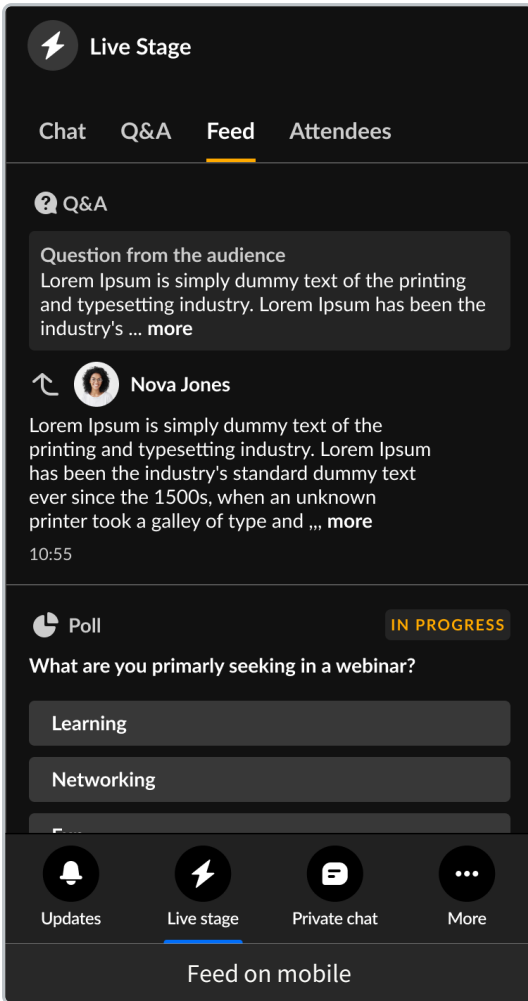 Live Stage
Chat Q&A Feed Attendees
Q&A
Question from the audience
Lorem Ipsum is simply dummy text of the printing
and typesetting industry. Lorem Ipsum has been the
industry's ... more
Nova Jones
Lorem Ipsum is simply dummy text of the
printing and typesetting industry. Lorem Ipsum
has been the industry's standard dummy text
ever since the 1500s, when an unknown
printer took a galley of type and ,,, more
10:55
Poll IN PROGRESS
What are you primarly seeking in a webinar?
Learning
Networking
Updates Live stage Private chat More
Feed on mobile